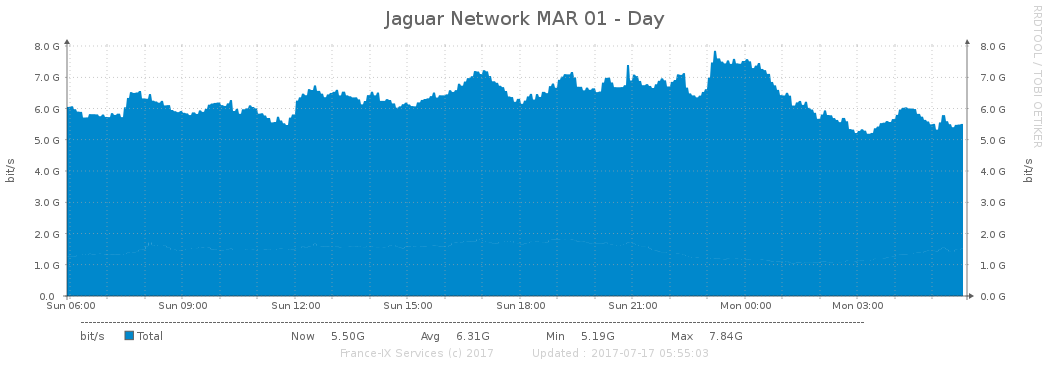 Jaguar Network MAR 01 - Day
RRDTOOL / TOBI OETIKER
bit/s
8.0 G 8.0 G
7.0 G 7.0 G
6.0 G 6.0 G
5.0 G 5.0 G
4.0 G 4.0 G
3.0 G 3.0 G
2.0 G 2.0 G
1.0 G 1.0 G
0.0 0.0 G
bit/s
Sun 06:00 Sun 09:00 Sun 12:00 Sun 15:00 Sun 18:00 Sun 21:00 Mon 00:00 Mon 03:00
bit/s Total Now 5.50G Avg 6.31G Min 5.19G Max 7.84G
France-IX Services (c) 2017 Updated : 2017-07-17 05:55:03